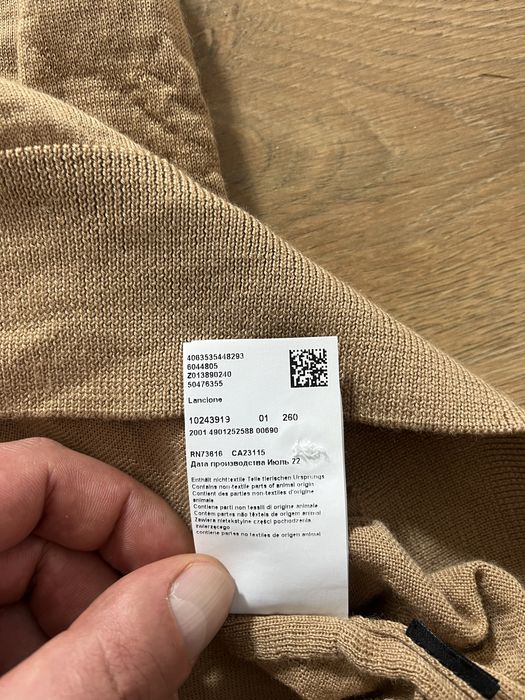 4063535448293
6044805
Z013890240
50476355
Lancione
10243919 01 260
2001 4901252588 00690
RN73616 CA23115
Дата производства Июль 22
Enthält nichttextile Teile tierischen Ursprungs
Contains non-textile parts of animal origin
Contient des parties non-textiles d'origine
animale
Contiene parti non tessili di origine animale
Contém partes não têxteis de origem animal
Zawiera nietekstylne części pochodzenia
zwierzęcego
contiene partes no textiles de origen animal